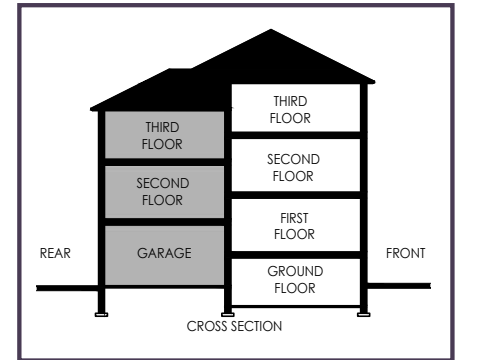 THIRD
FLOOR
THIRD
FLOOR
SECOND
FLOOR
SECOND
FLOOR
FIRST
FLOOR
REAR
GARAGE
FRONT
GROUND
FLOOR
CROSS SECTION